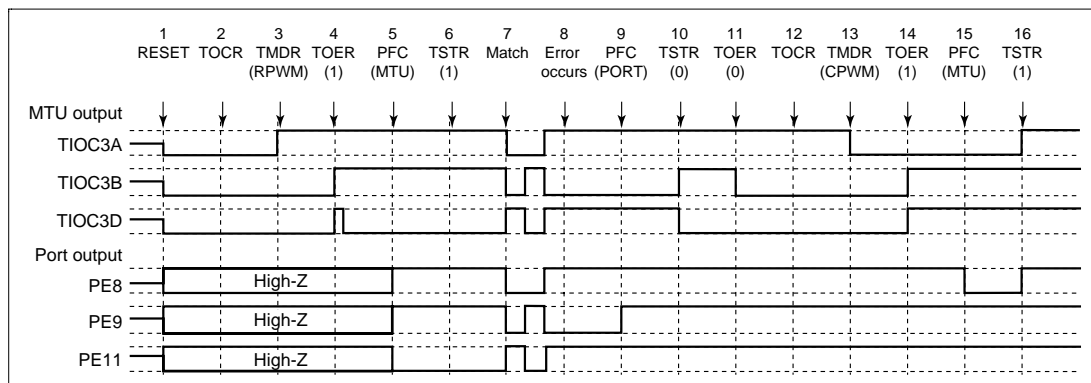 1 2 3 4 5 6 7 8 9 10 11 12 13 14 15 16
RESET TOCR TMDR TOER PFC TSTR Match Error PFC TSTR TOER TOCR TMDR TOER PFC TSTR
(RPWM) (1) (MTU) (1) occurs (PORT) (0) (0) (CPWM) (1) (MTU) (1)
MTU output
TIOC3A
TIOC3B
TIOC3D
Port output
PE8 High-Z
PE9 High-Z
PE11 High-Z